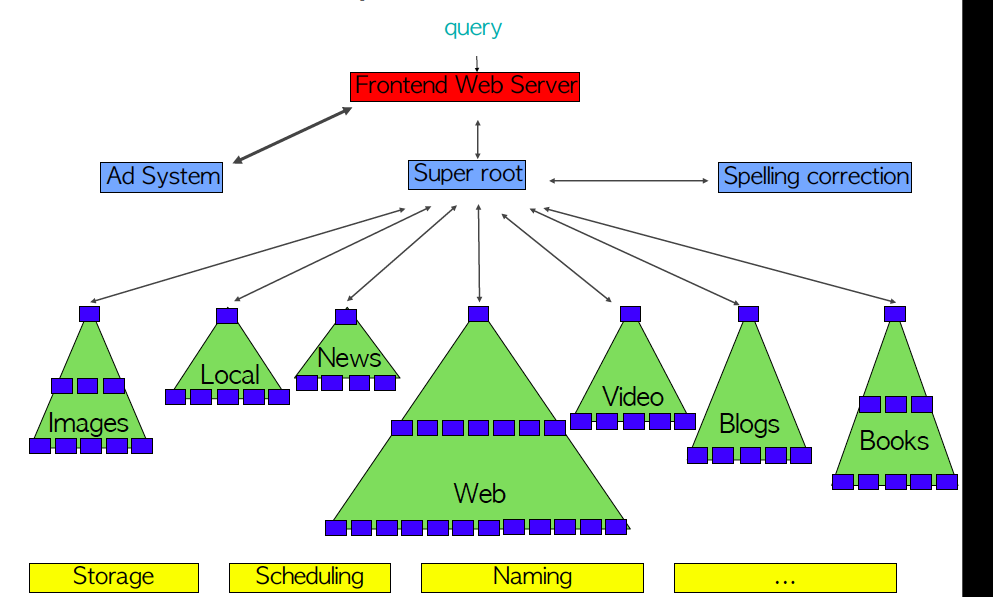 query
Frontend Web Server
Ad System
Super root
Spelling correction
Images
Local
News
Web
Video
Blogs
Books
Storage
Scheduling
Naming
...